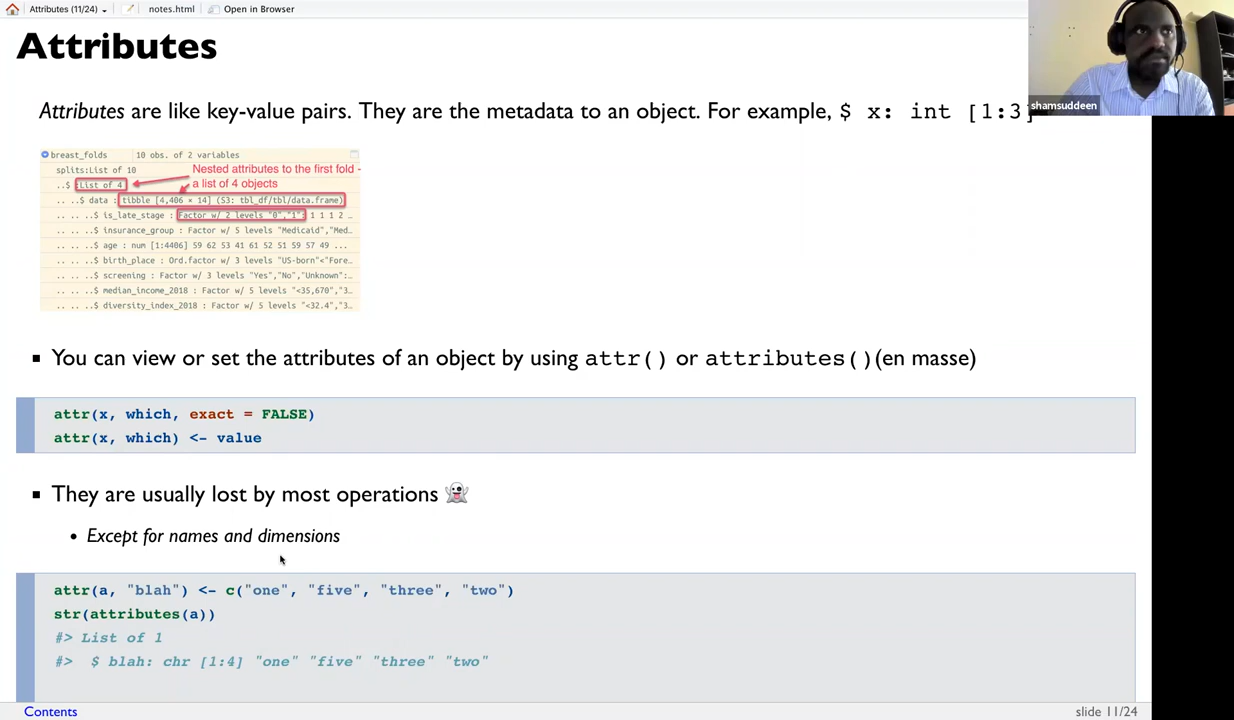 Attributes (11/24)
notes.html
Open in Browser
Attributes
shamsuddeen
Attributes are like key-value pairs. They are the metadata to an object. For example, $ x: int [1:3]
breast_folds 10 obs. of 2 variables
splits:List of 10
Nested attributes to the first fold -
a list of 4 objects
..$ :List of 4
.. ..$ data : tibble [4,406 × 14] (S3: tbl_df/tbl/data.frame)
.. .. ..$ is_late_stage : Factor w/ 2 levels "0","1": 1 1 1 2 …
.. .. ..$ insurance_group : Factor w/ 5 levels "Medicaid","Med…
.. .. ..$ age : num [1:4406] 59 62 53 41 61 52 51 59 57 49 ...
.. .. ..$ birth_place : Ord.factor w/ 3 levels "US-born"<"Fore…
.. .. ..$ screening : Factor w/ 3 levels "Yes","No","Unknown":…
.. .. ..$ median_income_2018 : Factor w/ 5 levels "<35,670","3…
.. .. ..$ diversity_index_2018 : Factor w/ 5 levels "<32.4","3…
▪ You can view or set the attributes of an object by using attr() or attributes()(en masse)
attr(x, which, exact = FALSE)
attr(x, which) <- value
▪ They are usually lost by most operations 👻
• Except for names and dimensions
attr(a, "blah") <- c("one", "five", "three", "two")
str(attributes(a))
#> List of 1
#>  $ blah: chr [1:4] "one" "five" "three" "two"
Contents
slide 11/24